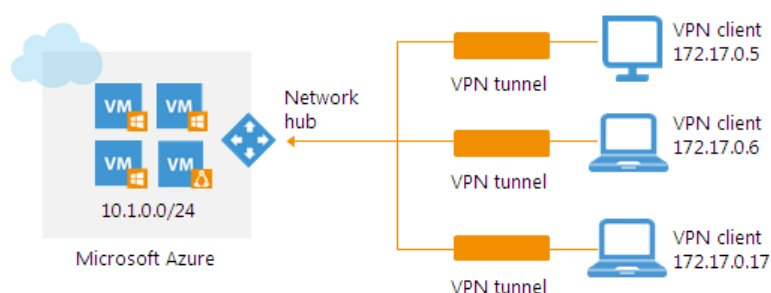 VM
VM
VM
VM
10.1.0.0/24
Microsoft Azure
Network
hub
VPN tunnel
VPN client
172.17.0.5
VPN tunnel
VPN client
172.17.0.6
VPN tunnel
VPN client
172.17.0.17